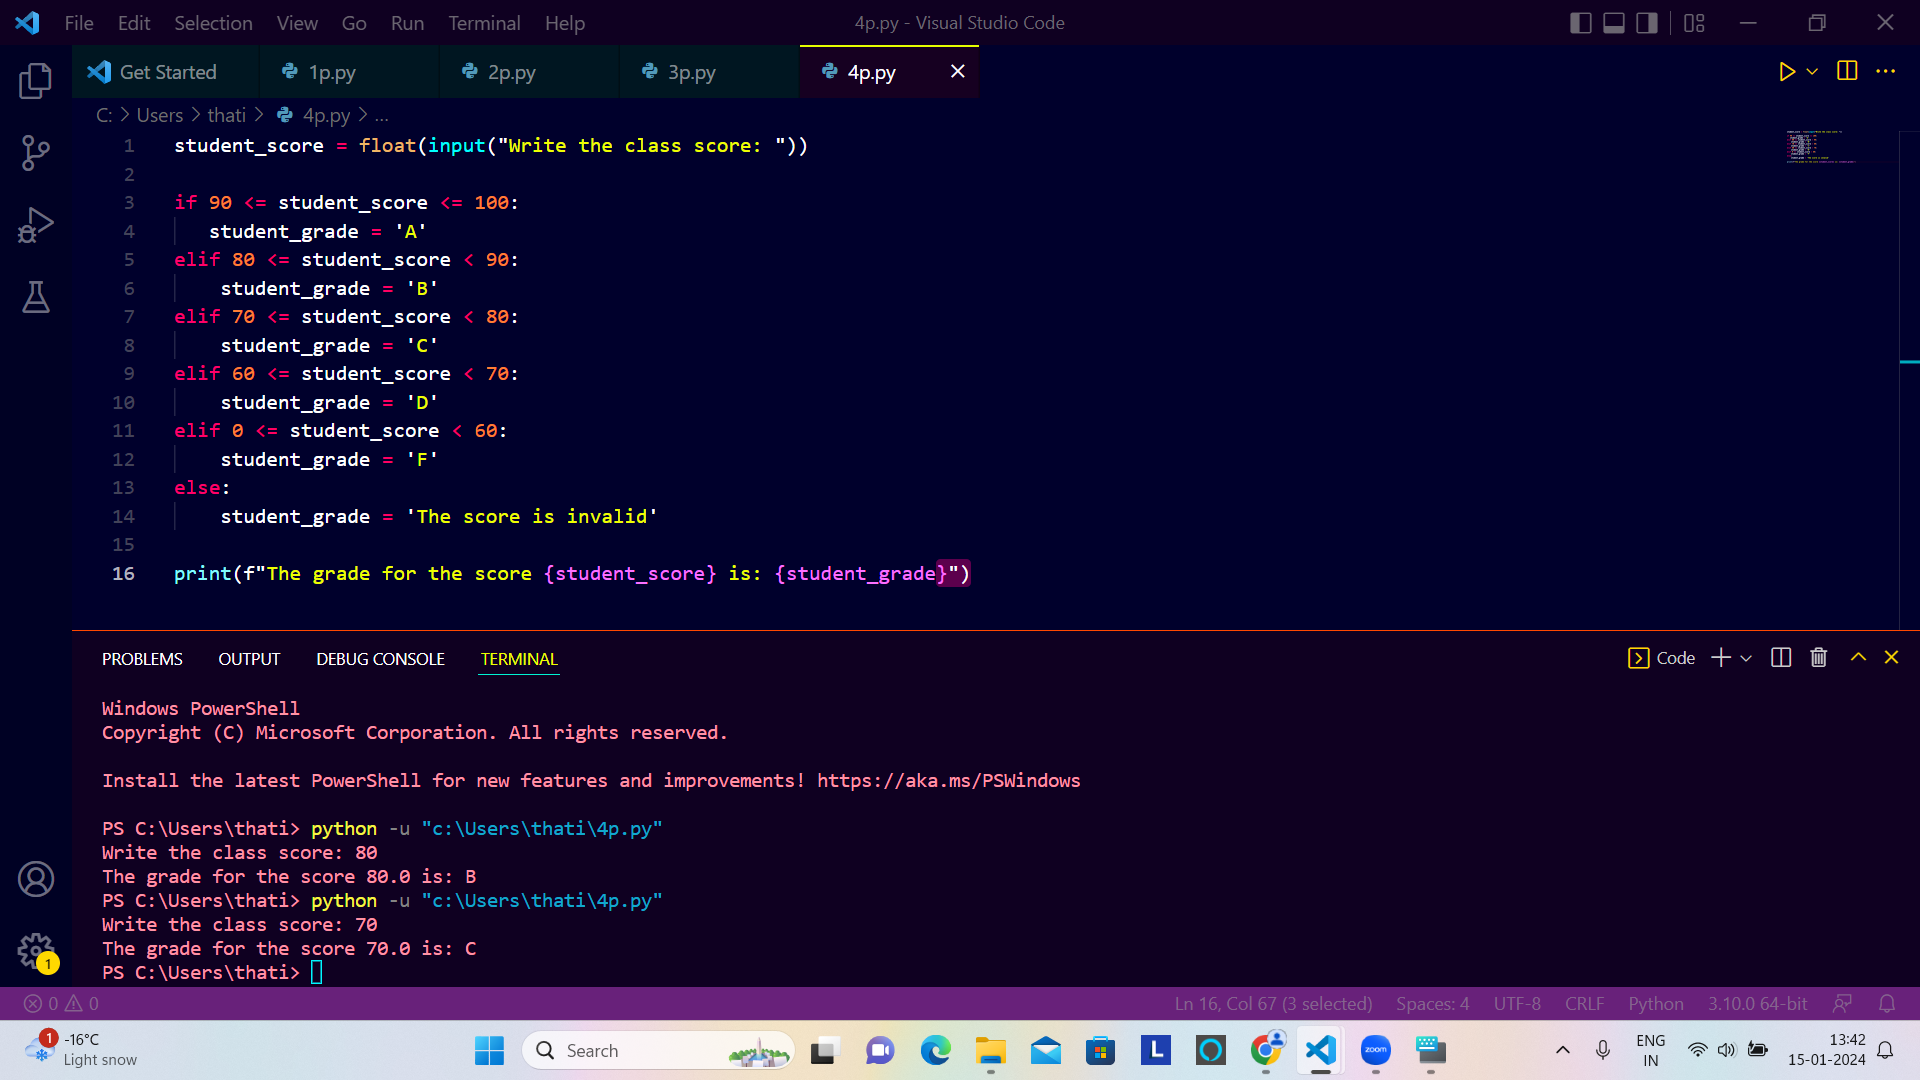 File Edit Selection View Go Run Terminal Help 4p.py - Visual Studio Code
Get Started 1p.py 2p.py 3p.py 4p.py
C: > Users > thati > 4p.py > ...
1 student_score = float(input("Write the class score: "))
2
3 if 90 <= student_score <= 100:
4 student_grade = 'A'
5 elif 80 <= student_score < 90:
6 student_grade = 'B'
7 elif 70 <= student_score < 80:
8 student_grade = 'C'
9 elif 60 <= student_score < 70:
10 student_grade = 'D'
11 elif 0 <= student_score < 60:
12 student_grade = 'F'
13 else:
14 student_grade = 'The score is invalid'
15
16 print(f"The grade for the score {student_score} is: {student_grade}")
PROBLEMS OUTPUT DEBUG CONSOLE TERMINAL Code
Windows PowerShell
Copyright (C) Microsoft Corporation. All rights reserved.
Install the latest PowerShell for new features and improvements! https://aka.ms/PSWindows
PS C:\Users\thati> python -u "c:\Users\thati\4p.py"
Write the class score: 80
The grade for the score 80.0 is: B
PS C:\Users\thati> python -u "c:\Users\thati\4p.py"
Write the class score: 70
The grade for the score 70.0 is: C
PS C:\Users\thati>
1
0 0 Ln 16, Col 67 (3 selected) Spaces: 4 UTF-8 CRLF Python 3.10.0 64-bit
1 -16°C
Light snow
Search
L
zoom
ENG
IN
13:42
15-01-2024